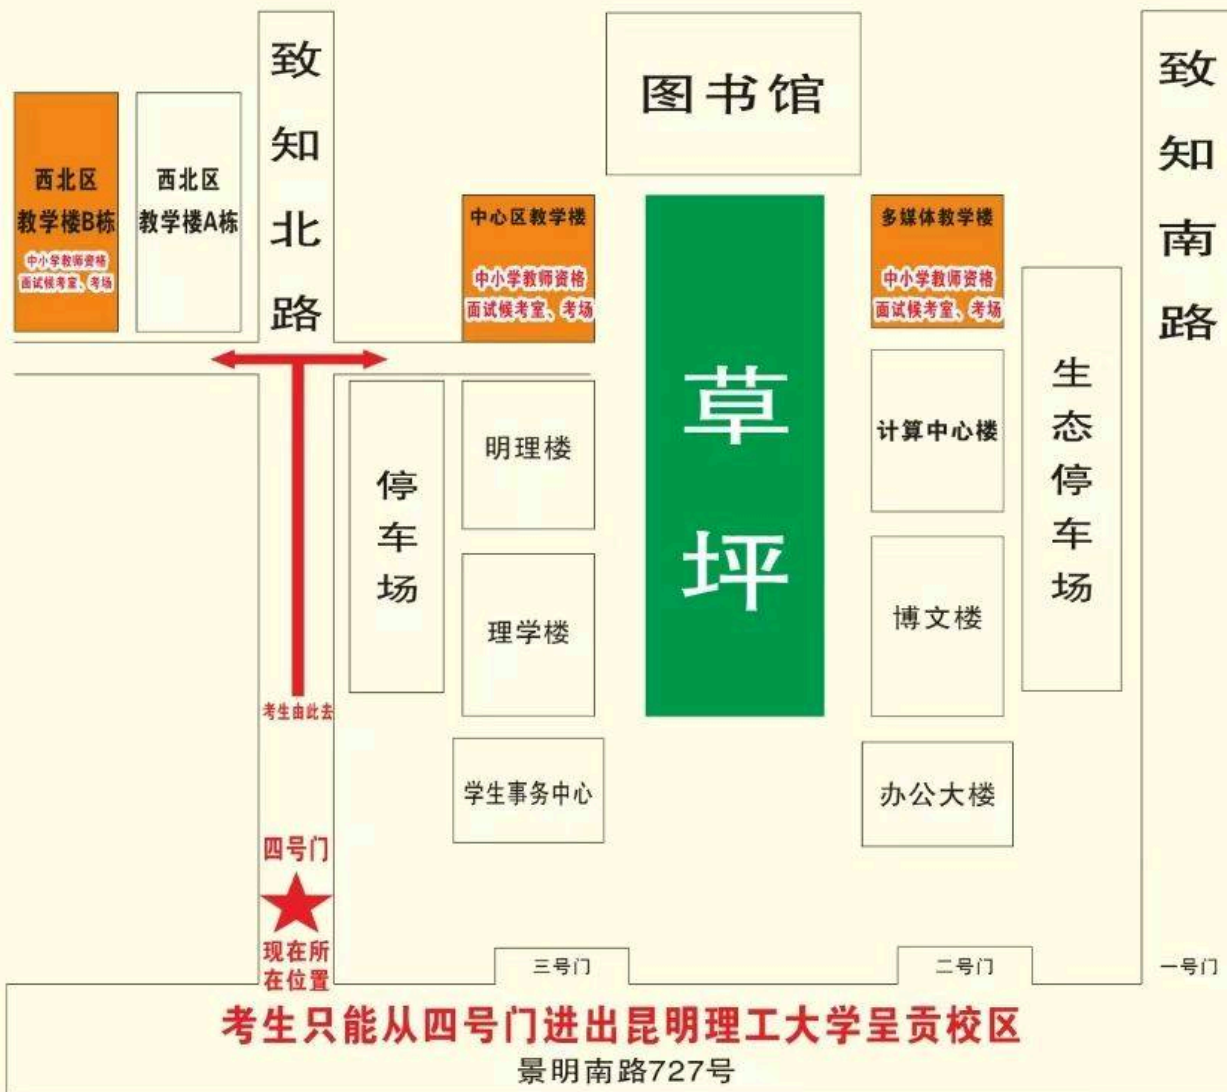 致知北路
图书馆
致知南路
西北区
教学楼B栋
中小学教师资格
面试候考室、考场
西北区
教学楼A栋
中心区教学楼
中小学教师资格
面试候考室、考场
多媒体教学楼
中小学教师资格
面试候考室、考场
草坪
停车场
明理楼
计算中心楼
生态停车场
理学楼
博文楼
考生由此去
学生事务中心
办公大楼
四号门
现在所
在位置
三号门
二号门
一号门
考生只能从四号门进出昆明理工大学呈贡校区
景明南路727号